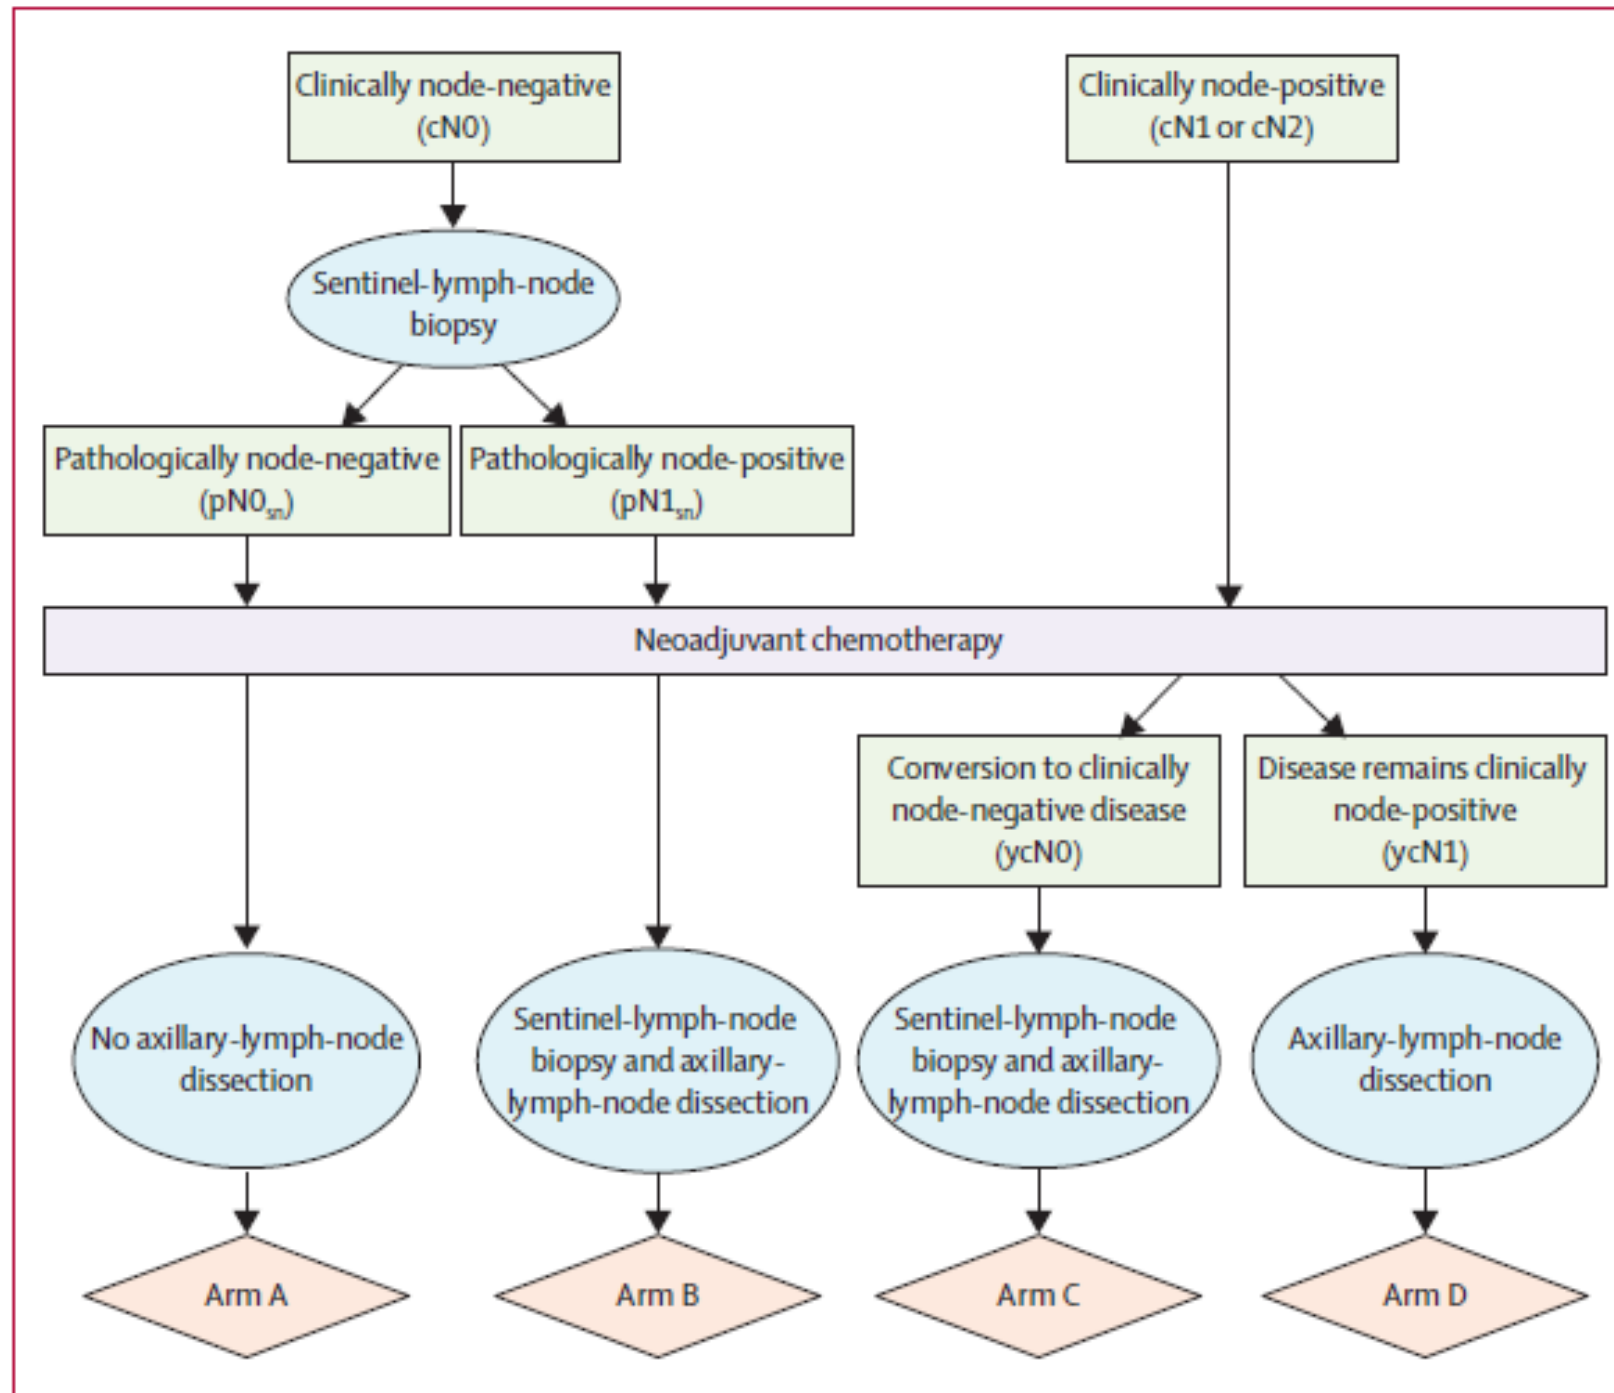 Clinically node-negative
(cN0)
Clinically node-positive
(cN1 or cN2)
Sentinel-lymph-node
biopsy
Pathologically node-negative
(pN0sn)
Pathologically node-positive
(pN1sn)
Neoadjuvant chemotherapy
Conversion to clinically
node-negative disease
(ycN0)
Disease remains clinically
node-positive
(ycN1)
No axillary-lymph-node
dissection
Sentinel-lymph-node
biopsy and axillary-
lymph-node dissection
Sentinel-lymph-node
biopsy and axillary-
lymph-node dissection
Axillary-lymph-node
dissection
Arm A
Arm B
Arm C
Arm D